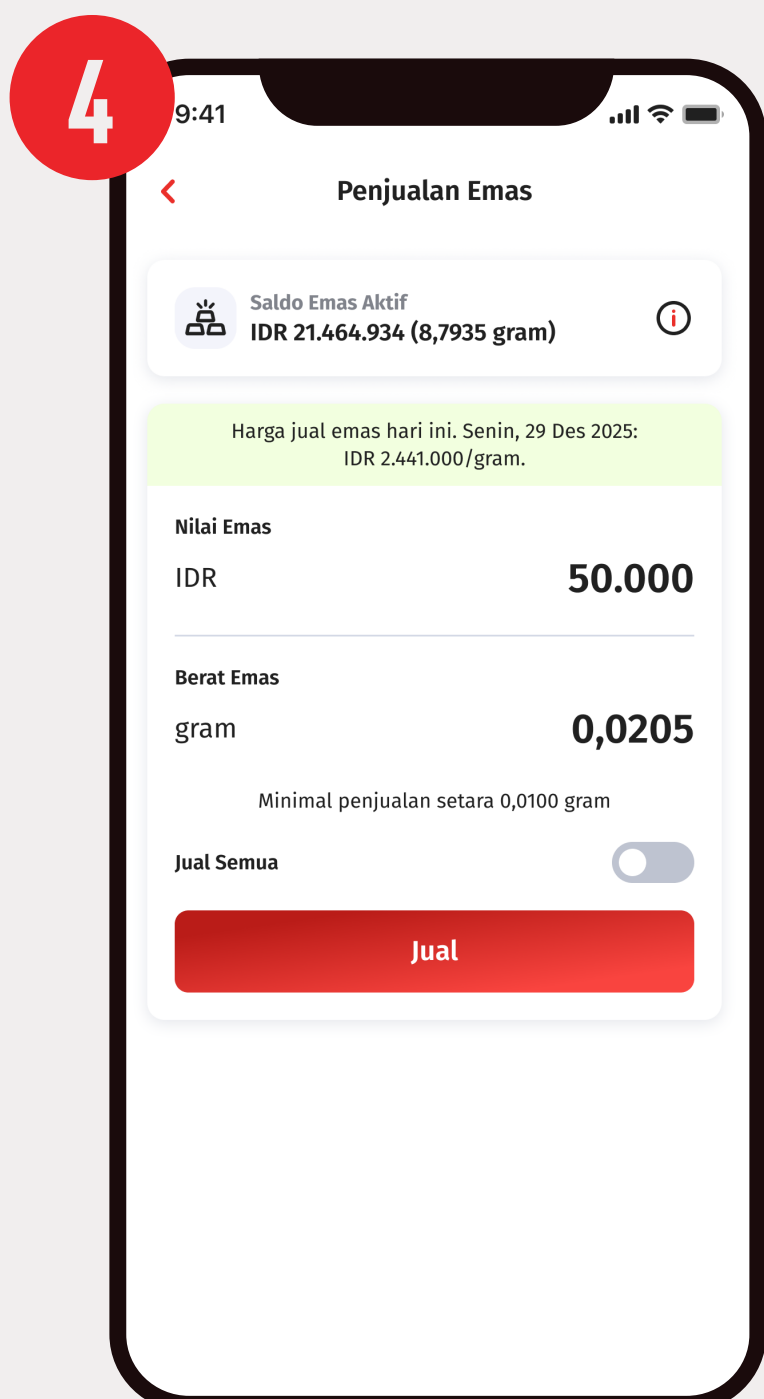 4
9:41
Penjualan Emas
Saldo Emas Aktif
IDR 21.464.934 (8,7935 gram)
Harga jual emas hari ini. Senin, 29 Des 2025:
IDR 2.441.000/gram.
Nilai Emas
IDR 50.000
Berat Emas
gram 0,0205
Minimal penjualan setara 0,0100 gram
Jual Semua
Jual